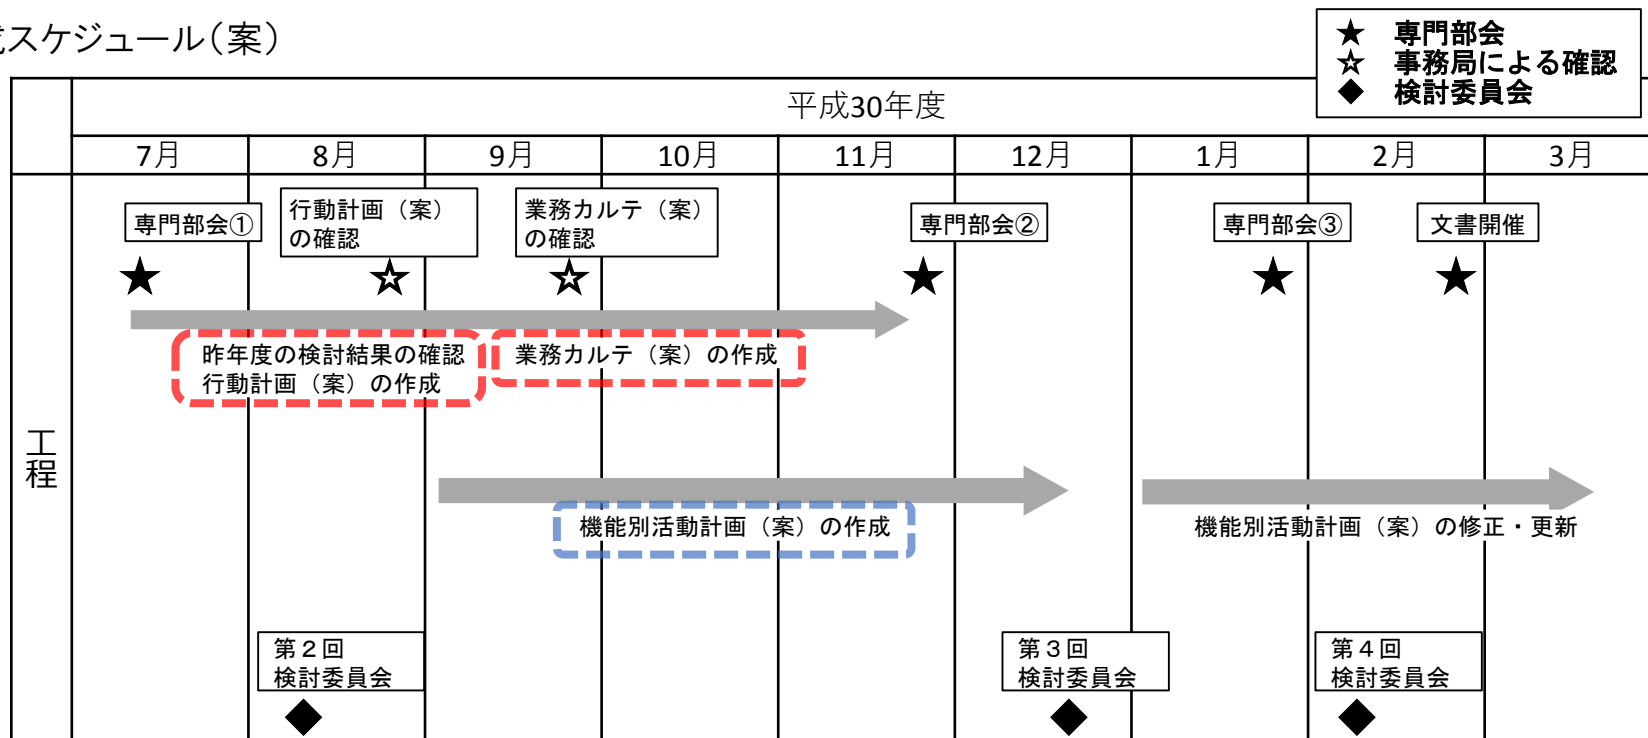 スケジュール（案）
★ 専門部会
☆ 事務局による確認
◆ 検討委員会
平成30年度
7月 8月 9月 10月 11月 12月 1月 2月 3月
専門部会①
行動計画（案）
の確認
業務カルテ（案）
の確認
専門部会②
専門部会③
文書開催
昨年度の検討結果の確認
行動計画（案）の作成
業務カルテ（案）の作成
工程
機能別活動計画（案）の作成
機能別活動計画（案）の修正・更新
第２回
検討委員会
第３回
検討委員会
第４回
検討委員会